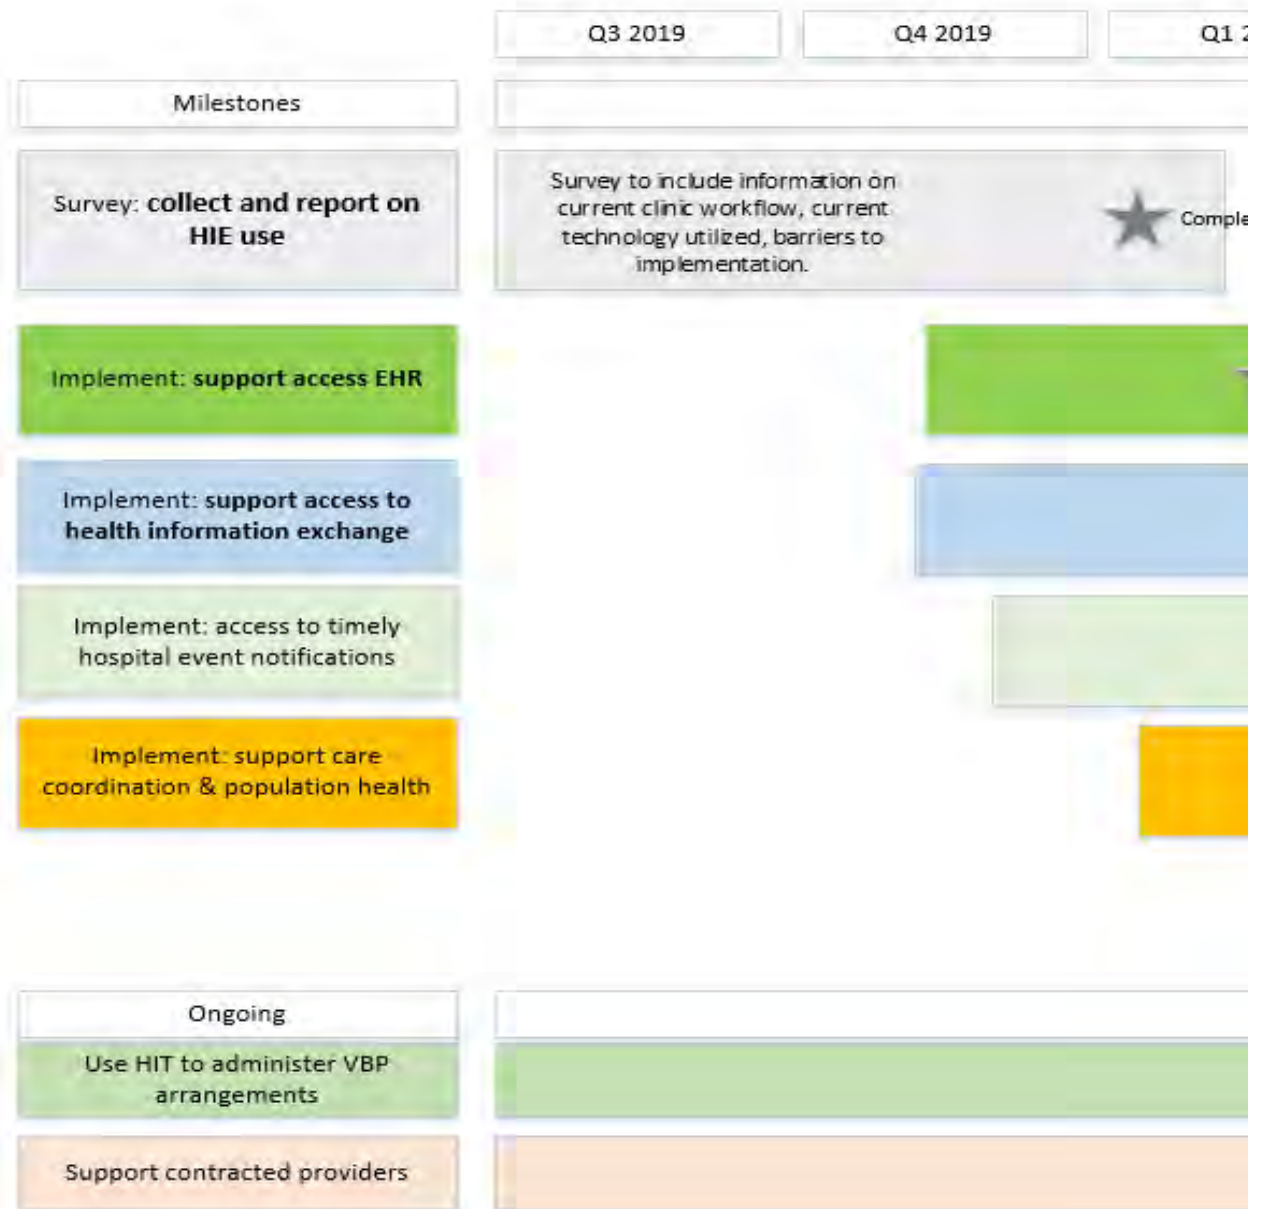 Q3 2019
Q4 2019
Q1 2
Milestones
Survey: collect and report on
HIE use
Survey to include information on
current clinic workflow, current
technology utilized, barriers to
implementation.
Comple
Implement: support access EHR
Implement: support access to
health information exchange
Implement: access to timely
hospital event notifications
Implement: support care
coordination & population health
Ongoing
Use HIT to administer VBP
arrangements
Support contracted providers